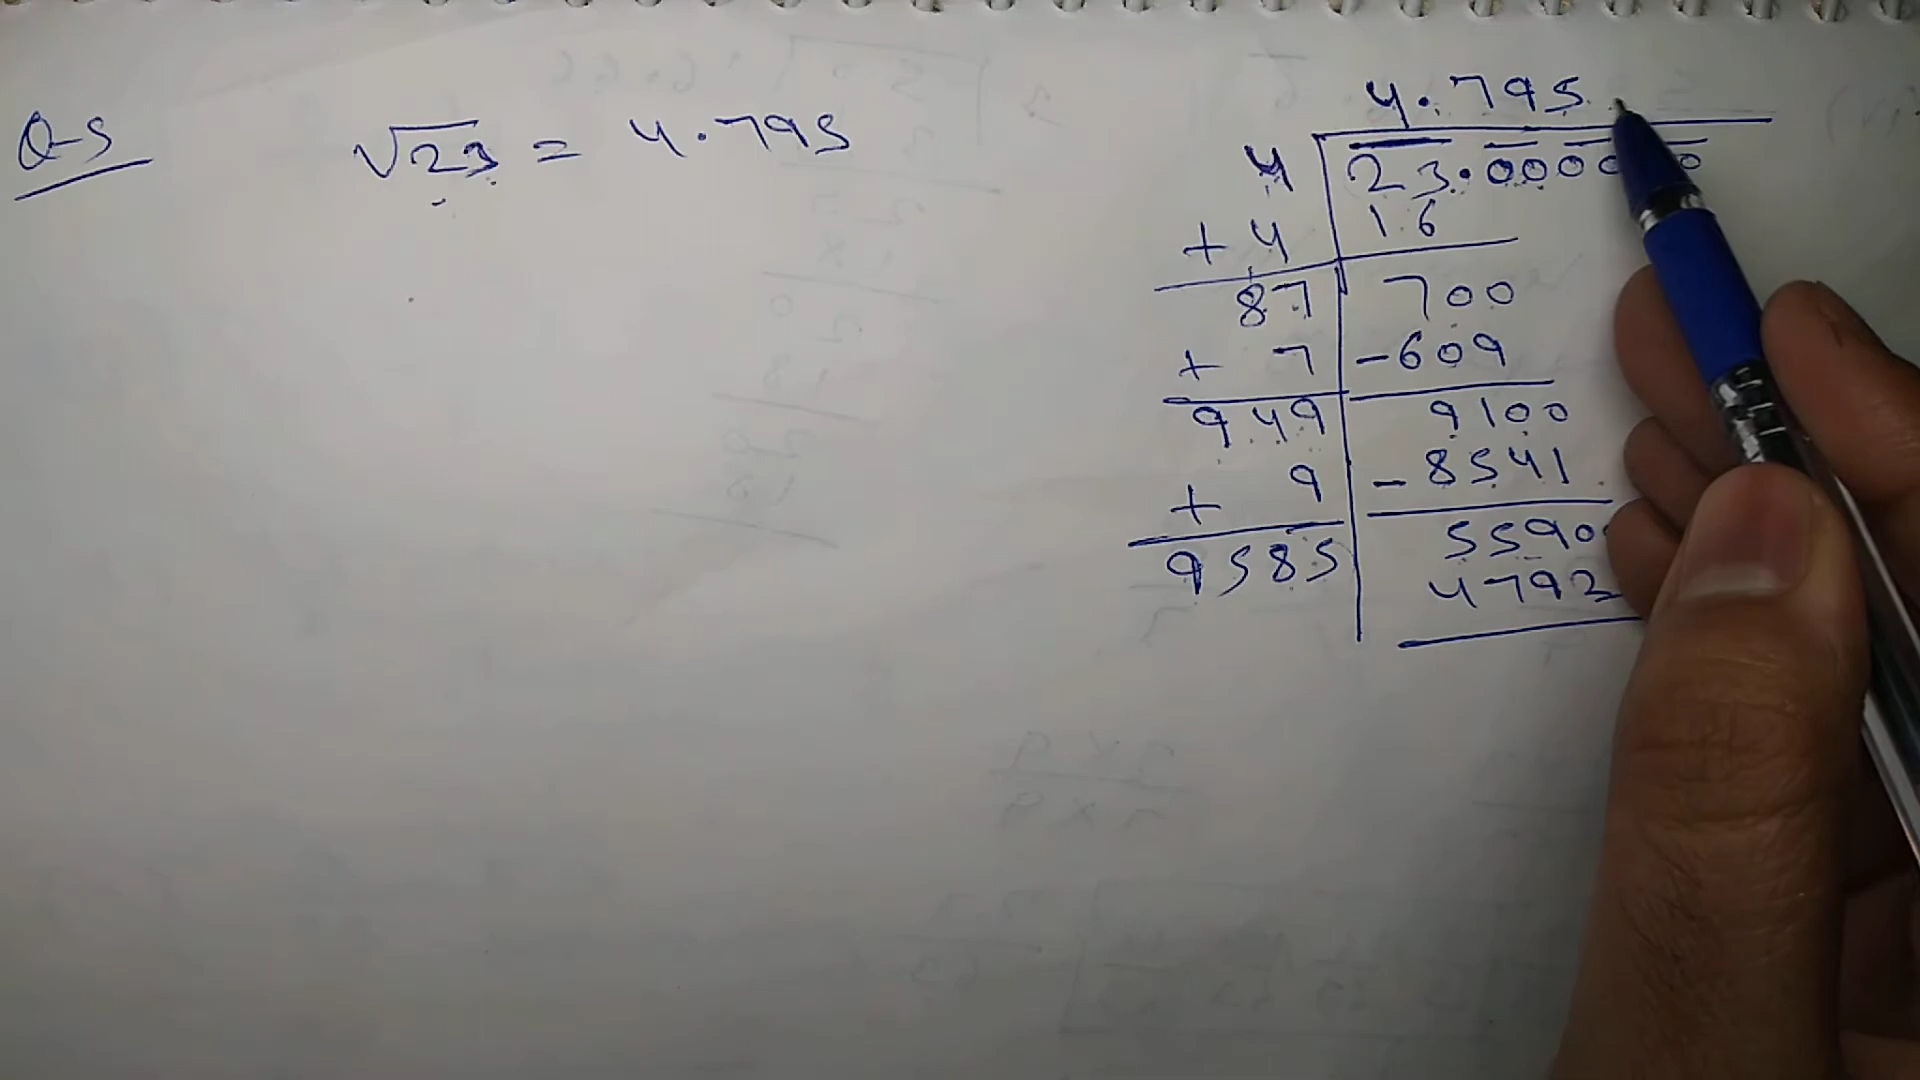 Q-5
√23 = 4.795
4.795
4 23.000000
+ 4 16
87 700
+ 7 -609
949 9100
+ 9 -8541
9585 5590
4792